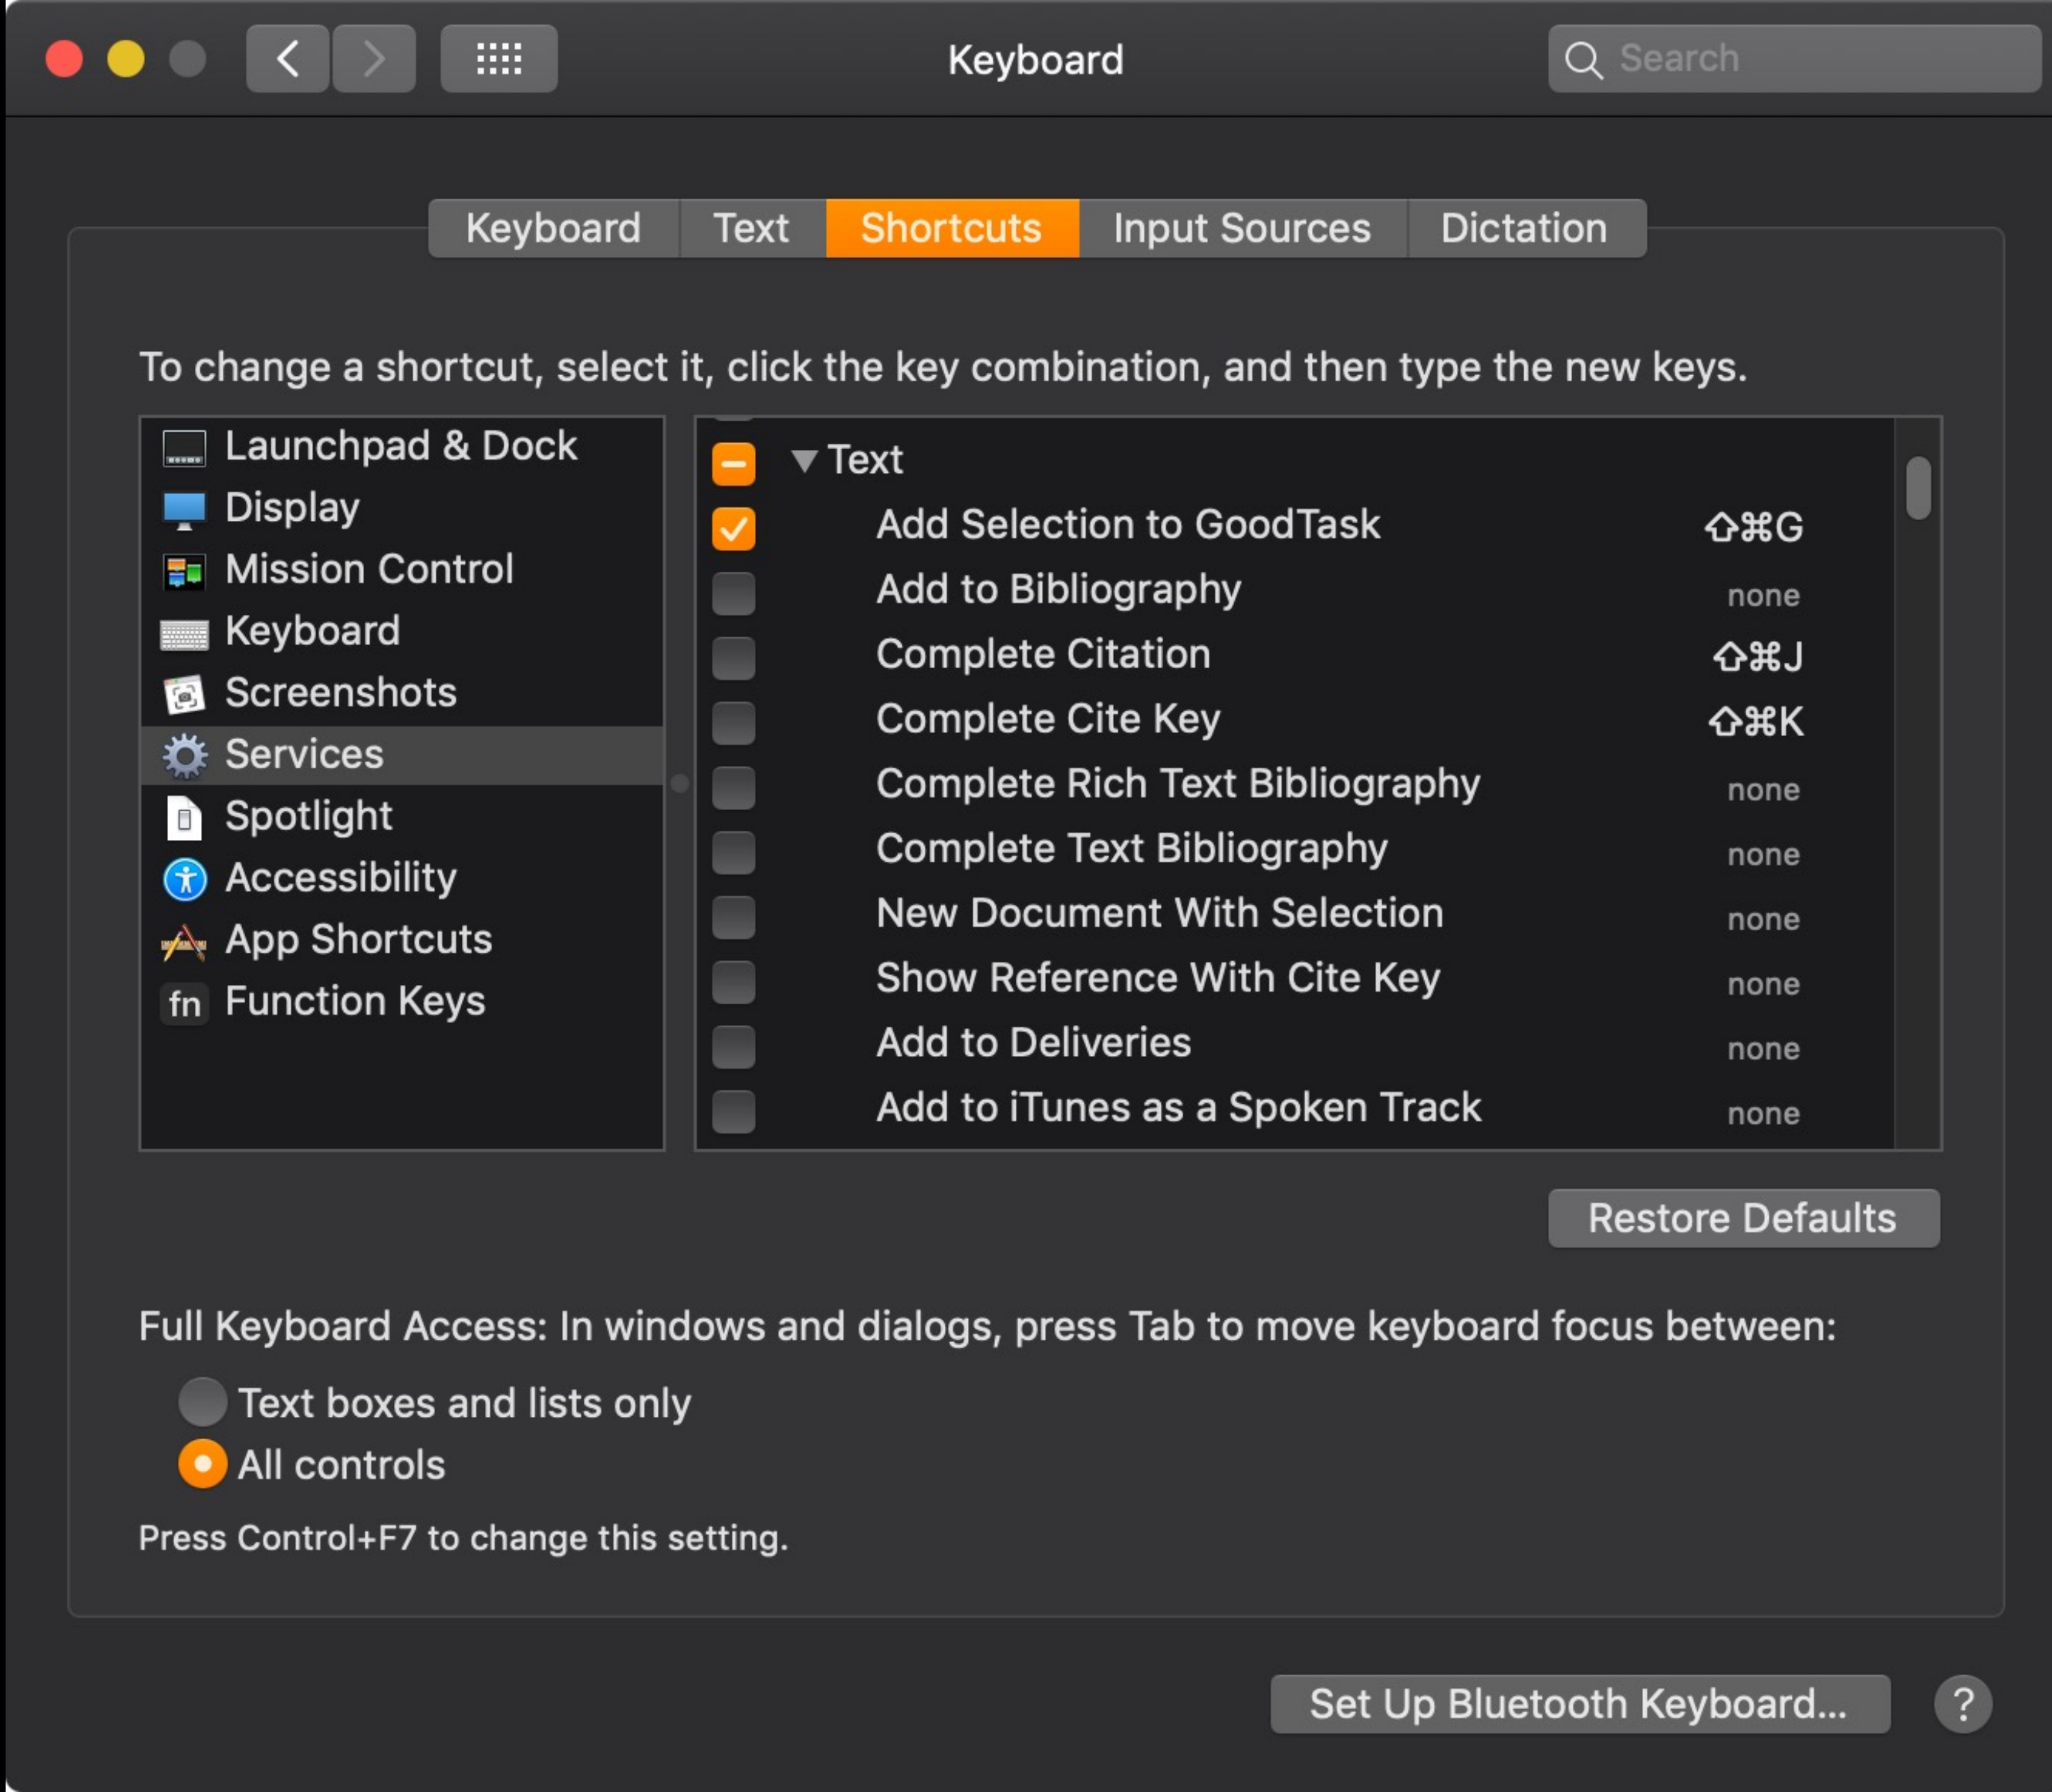 Keyboard
Search
Keyboard Text Shortcuts Input Sources Dictation
To change a shortcut, select it, click the key combination, and then type the new keys.
Launchpad & Dock
Display
Mission Control
Keyboard
Screenshots
Services
Spotlight
Accessibility
App Shortcuts
fn Function Keys
Text
Add Selection to GoodTask ⇧⌘G
Add to Bibliography none
Complete Citation ⇧⌘J
Complete Cite Key ⇧⌘K
Complete Rich Text Bibliography none
Complete Text Bibliography none
New Document With Selection none
Show Reference With Cite Key none
Add to Deliveries none
Add to iTunes as a Spoken Track none
Restore Defaults
Full Keyboard Access: In windows and dialogs, press Tab to move keyboard focus between:
Text boxes and lists only
All controls
Press Control+F7 to change this setting.
Set Up Bluetooth Keyboard... ?